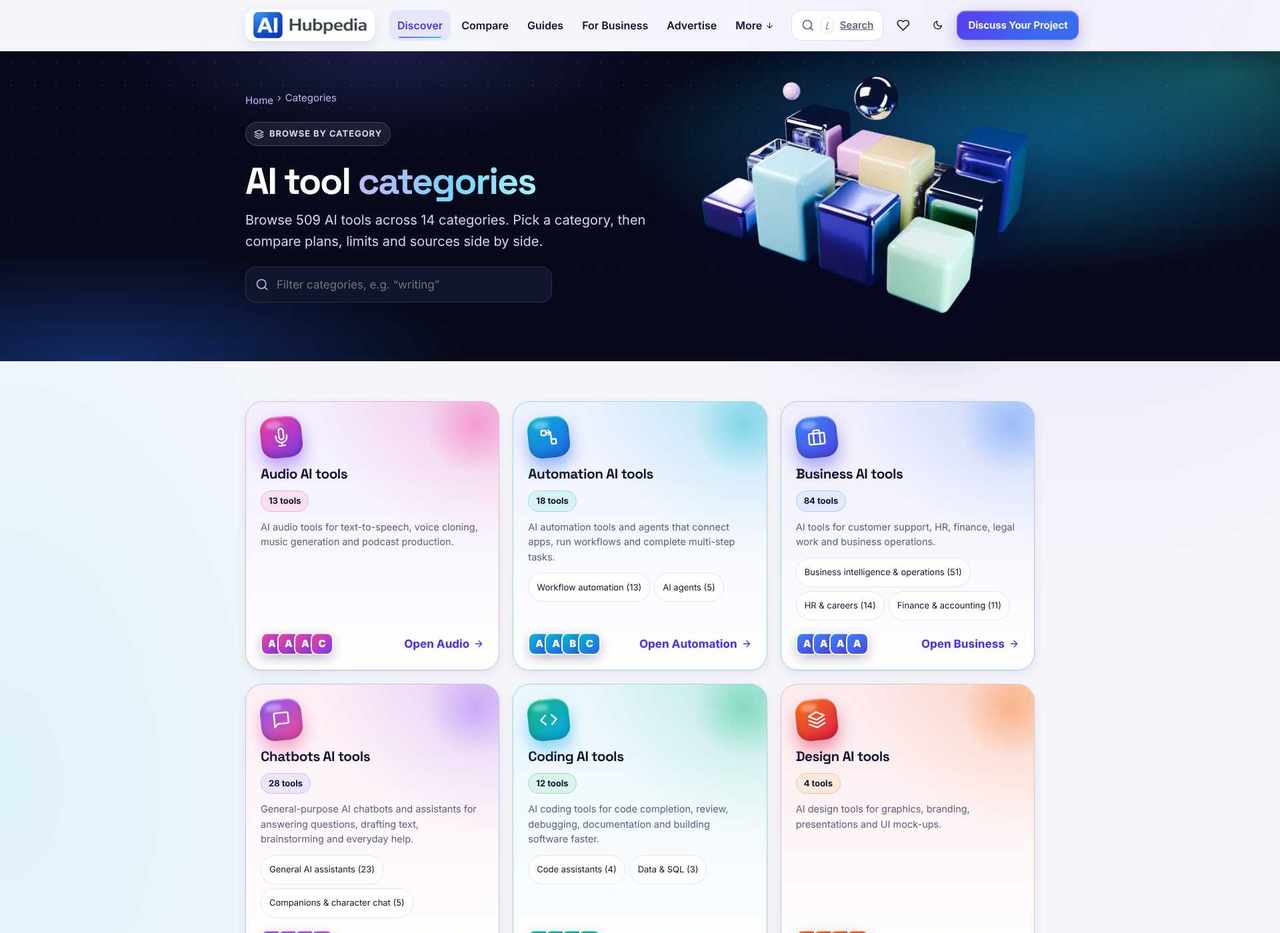 AI Hubpedia
Discover
Compare
Guides
For Business
Advertise
More ↓
/ Search
Discuss Your Project
Home › Categories
BROWSE BY CATEGORY
AI tool categories
Browse 509 AI tools across 14 categories. Pick a category, then
compare plans, limits and sources side by side.
Filter categories, e.g. “writing”
Audio AI tools
13 tools
AI audio tools for text-to-speech, voice cloning,
music generation and podcast production.
A A A C
Open Audio →
Automation AI tools
18 tools
AI automation tools and agents that connect
apps, run workflows and complete multi-step
tasks.
Workflow automation (13) AI agents (5)
A A B C
Open Automation →
Business AI tools
84 tools
AI tools for customer support, HR, finance, legal
work and business operations.
Business intelligence & operations (51)
HR & careers (14) Finance & accounting (11)
A A A A
Open Business →
Chatbots AI tools
28 tools
General-purpose AI chatbots and assistants for
answering questions, drafting text,
brainstorming and everyday help.
General AI assistants (23)
Companions & character chat (5)
Coding AI tools
12 tools
AI coding tools for code completion, review,
debugging, documentation and building
software faster.
Code assistants (4) Data & SQL (3)
Design AI tools
4 tools
AI design tools for graphics, branding,
presentations and UI mock-ups.